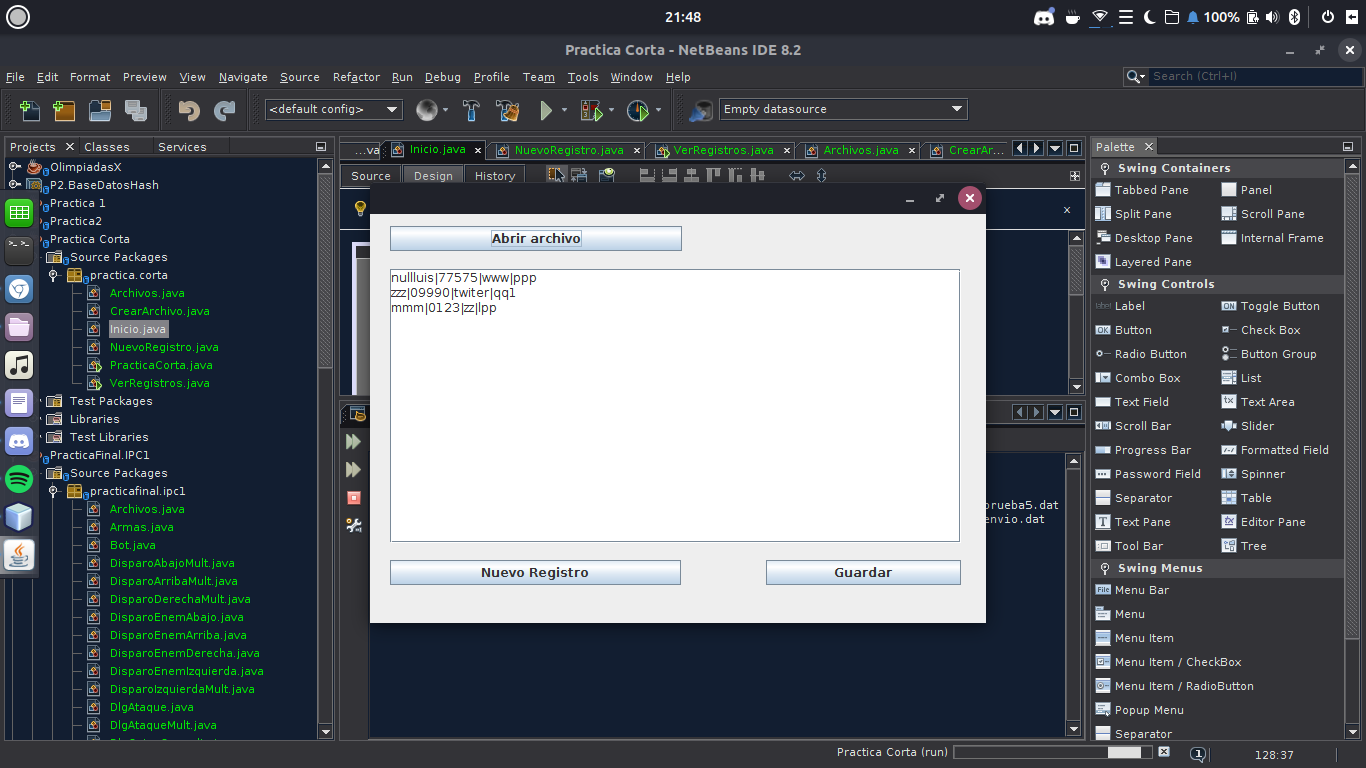 21:48
100%
Practica Corta - NetBeans IDE 8.2
File Edit Format Preview View Navigate Source Refactor Run Debug Profile Team Tools Window Help
Search (Ctrl+I)
<default config>
Empty datasource
Projects Classes Services
...va Inicio.java NuevoRegistro.java VerRegistros.java Archivos.java CrearAr...
Source Design History
OlimpiadasX
P2.BaseDatosHash
Practica 1
Practica2
Practica Corta
Source Packages
practica.corta
Archivos.java
CrearArchivo.java
Inicio.java
NuevoRegistro.java
PracticaCorta.java
VerRegistros.java
Test Packages
Libraries
Test Libraries
PracticaFinal.IPC1
Source Packages
practicafinal.ipc1
Archivos.java
Armas.java
Bot.java
DisparoAbajoMult.java
DisparoArribaMult.java
DisparoDerechaMult.java
DisparoEnemAbajo.java
DisparoEnemArriba.java
DisparoEnemDerecha.java
DisparoEnemIzquierda.java
DisparoIzquierdaMult.java
DlgAtaque.java
DlgAtaqueMult.java
Abrir archivo
nullluis|77575|www|ppp
zzz|09990|twiter|qq1
mmm|0123|zz|lpp
Nuevo Registro Guardar
prueba5.dat
envio.dat
Palette
Swing Containers
Tabbed Pane Panel
Split Pane Scroll Pane
Desktop Pane Internal Frame
Layered Pane
Swing Controls
label Label Toggle Button
OK Button Check Box
Radio Button Button Group
Combo Box List
Text Field Text Area
Scroll Bar Slider
Progress Bar Formatted Field
Password Field Spinner
Separator Table
Text Pane Editor Pane
Tool Bar Tree
Swing Menus
File Menu Bar
Menu
Menu Item
Menu Item / CheckBox
Menu Item / RadioButton
Popup Menu
Separator
Practica Corta (run)
1
128:37